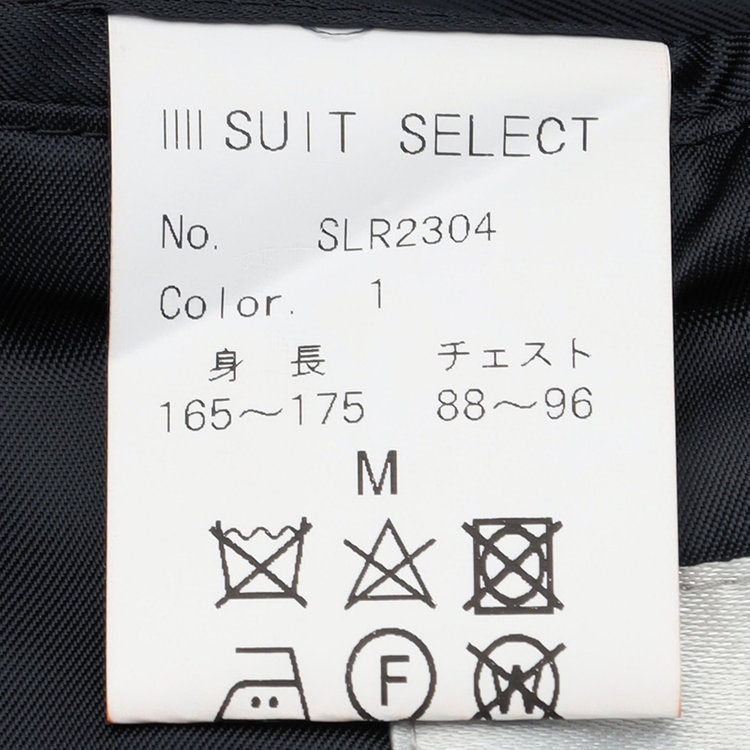 SUIT SELECT
No. SLR2304
Color. 1
身長 チェスト
165～175 88～96
M
F W